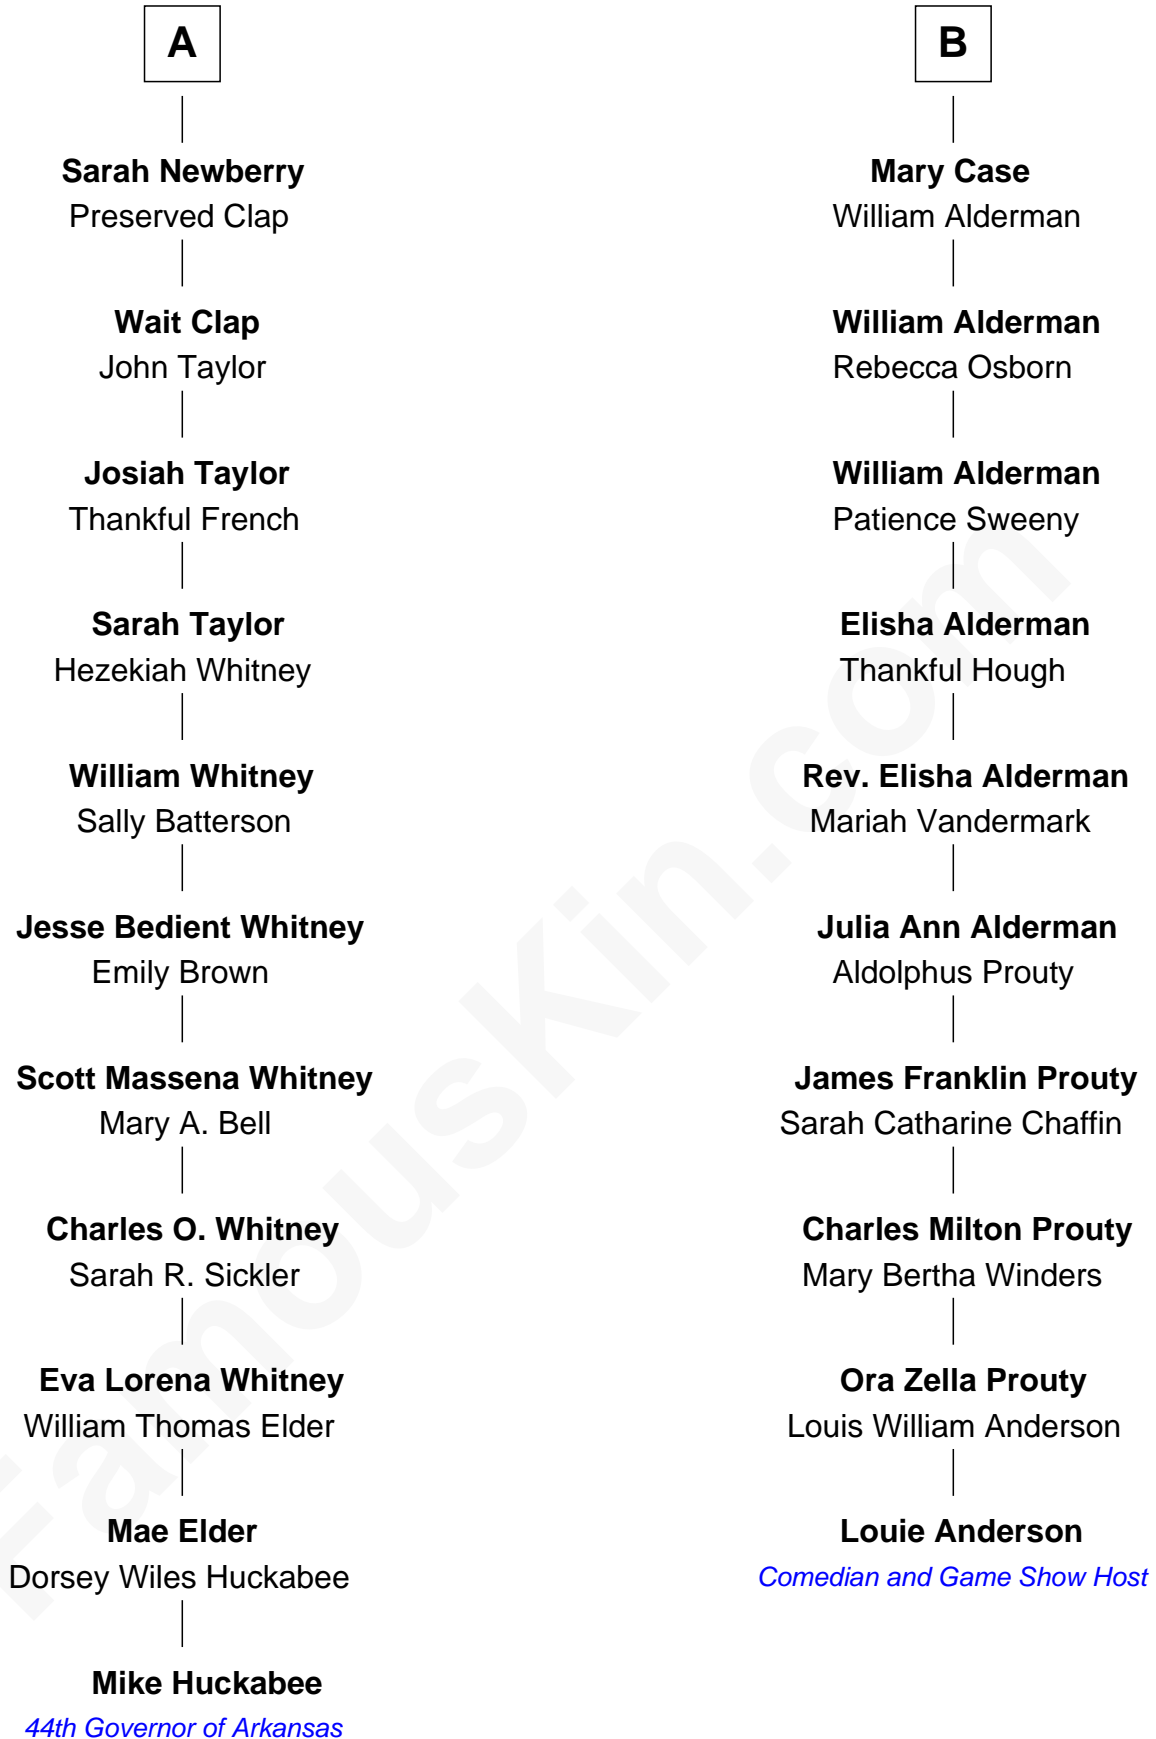 A
Sarah Newberry
Preserved Clap
Wait Clap
John Taylor
Josiah Taylor
Thankful French
Sarah Taylor
Hezekiah Whitney
William Whitney
Sally Batterson
Jesse Bedient Whitney
Emily Brown
Scott Massena Whitney
Mary A. Bell
Charles O. Whitney
Sarah R. Sickler
Eva Lorena Whitney
William Thomas Elder
Mae Elder
Dorsey Wiles Huckabee
Mike Huckabee
44th Governor of Arkansas
B
Mary Case
William Alderman
William Alderman
Rebecca Osborn
William Alderman
Patience Sweeny
Elisha Alderman
Thankful Hough
Rev. Elisha Alderman
Mariah Vandermark
Julia Ann Alderman
Aldolphus Prouty
James Franklin Prouty
Sarah Catharine Chaffin
Charles Milton Prouty
Mary Bertha Winders
Ora Zella Prouty
Louis William Anderson
Louie Anderson
Comedian and Game Show Host
FamousKin.com